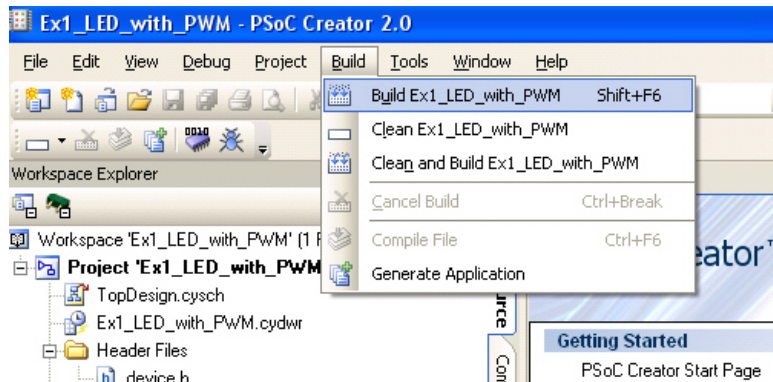 Ex1_LED_with_PWM - PSoC Creator 2.0
File Edit View Debug Project Build Tools Window Help
Build Ex1_LED_with_PWM Shift+F6
Clean Ex1_LED_with_PWM
Clean and Build Ex1_LED_with_PWM
Cancel Build Ctrl+Break
Compile File Ctrl+F6
Generate Application
0010
Workspace Explorer
Workspace 'Ex1_LED_with_PWM' (1
Project 'Ex1_LED_with_PWM
TopDesign.cysch
Ex1_LED_with_PWM.cydwr
Header Files
device.h
eator™
Getting Started
PSoC Creator Start Page